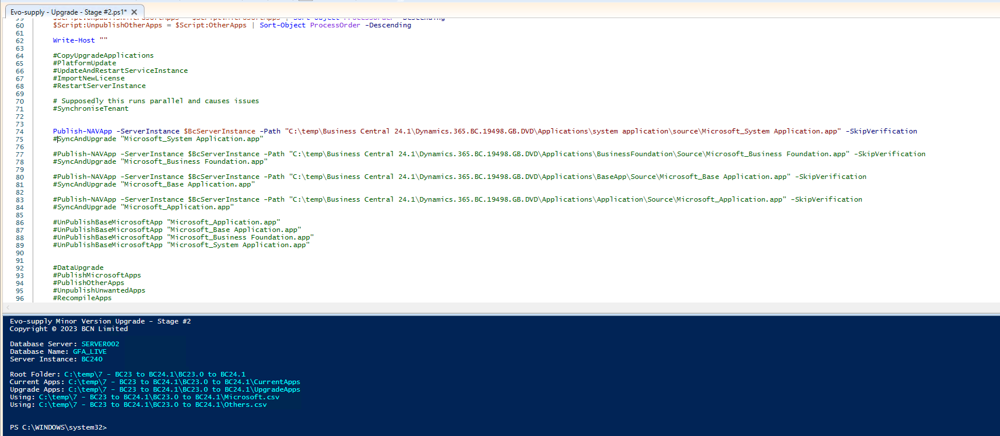 Evo-supply - Upgrade - Stage #2.ps1* X
59 $Script:UnpublishMicrosoftApps = $Script:MicrosoftApps | Sort-Object ProcessOrder -Descending
60 $Script:UnpublishOtherApps = $Script:OtherApps | Sort-Object ProcessOrder -Descending
61
62 Write-Host ""
63
64 #CopyUpgradeApplications
65 #PlatformUpdate
66 #UpdateAndRestartServiceInstance
67 #ImportNewLicense
68 #RestartServerInstance
69
70 # Supposedly this runs parallel and causes issues
71 #SynchroniseTenant
72
73
74 Publish-NAVApp -ServerInstance $BcServerInstance -Path "C:\temp\Business Central 24.1\Dynamics.365.BC.19498.GB.DVD\Applications\system application\source\Microsoft_System Application.app" -SkipVerification
75 #SyncAndUpgrade "Microsoft_System Application.app"
76
77 #Publish-NAVApp -ServerInstance $BcServerInstance -Path "C:\temp\Business Central 24.1\Dynamics.365.BC.19498.GB.DVD\Applications\BusinessFoundation\Source\Microsoft_Business Foundation.app" -SkipVerification
78 #SyncAndUpgrade "Microsoft_Business Foundation.app"
79
80 #Publish-NAVApp -ServerInstance $BcServerInstance -Path "C:\temp\Business Central 24.1\Dynamics.365.BC.19498.GB.DVD\Applications\BaseApp\Source\Microsoft_Base Application.app" -SkipVerification
81 #SyncAndUpgrade "Microsoft_Base Application.app"
82
83 #Publish-NAVApp -ServerInstance $BcServerInstance -Path "C:\temp\Business Central 24.1\Dynamics.365.BC.19498.GB.DVD\Applications\Application\Source\Microsoft_Application.app" -SkipVerification
84 #SyncAndUpgrade "Microsoft_Application.app"
85
86 #UnPublishBaseMicrosoftApp "Microsoft_Application.app"
87 #UnPublishBaseMicrosoftApp "Microsoft_Base Application.app"
88 #UnPublishBaseMicrosoftApp "Microsoft_Business Foundation.app"
89 #UnPublishBaseMicrosoftApp "Microsoft_System Application.app"
90
91
92 #DataUpgrade
93 #PublishMicrosoftApps
94 #PublishOtherApps
95 #UnpublishUnwantedApps
96 #RecompileApps
Evo-supply Minor Version Upgrade - Stage #2
Copyright © 2023 BCN Limited
Database Server: SERVER002
Database Name: GFA_LIVE
Server Instance: BC240
Root Folder: C:\temp\7 - BC23 to BC24.1\BC23.0 to BC24.1
Current Apps: C:\temp\7 - BC23 to BC24.1\BC23.0 to BC24.1\CurrentApps
Upgrade Apps: C:\temp\7 - BC23 to BC24.1\BC23.0 to BC24.1\UpgradeApps
Using: C:\temp\7 - BC23 to BC24.1\BC23.0 to BC24.1\Microsoft.csv
Using: C:\temp\7 - BC23 to BC24.1\BC23.0 to BC24.1\Others.csv
PS C:\WINDOWS\system32>